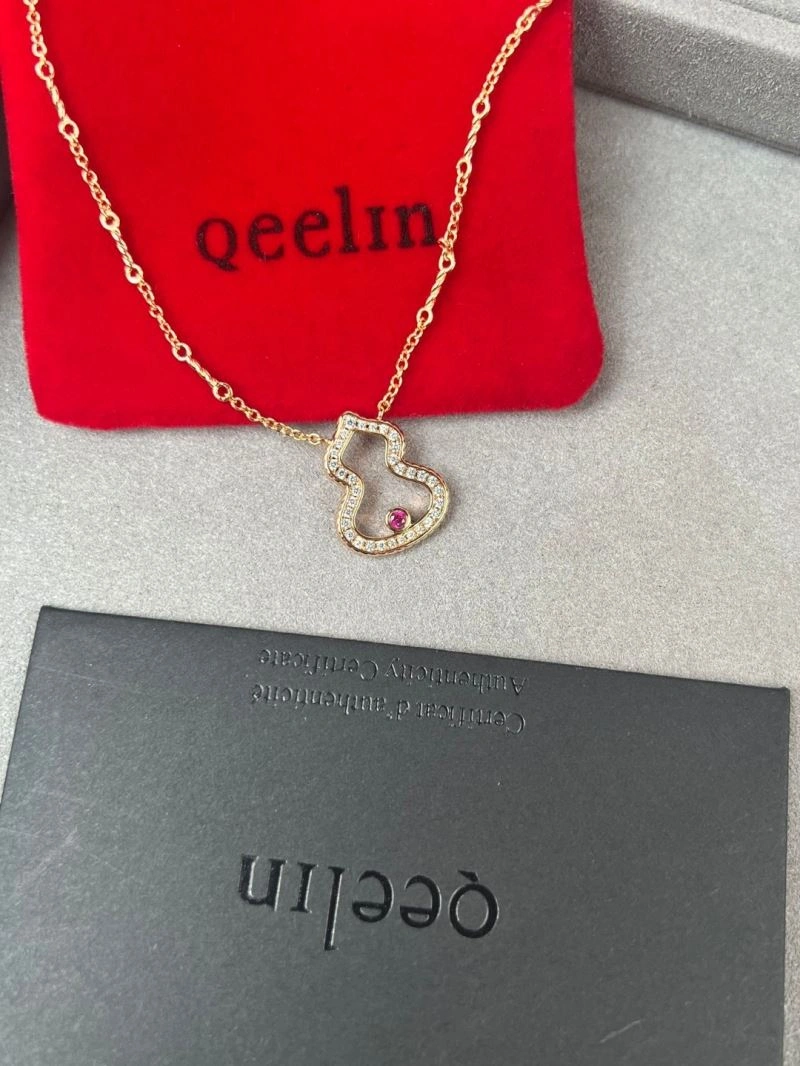 Qeelin
Certificat d'authenticité
Authenticity Certificate
Qeelin